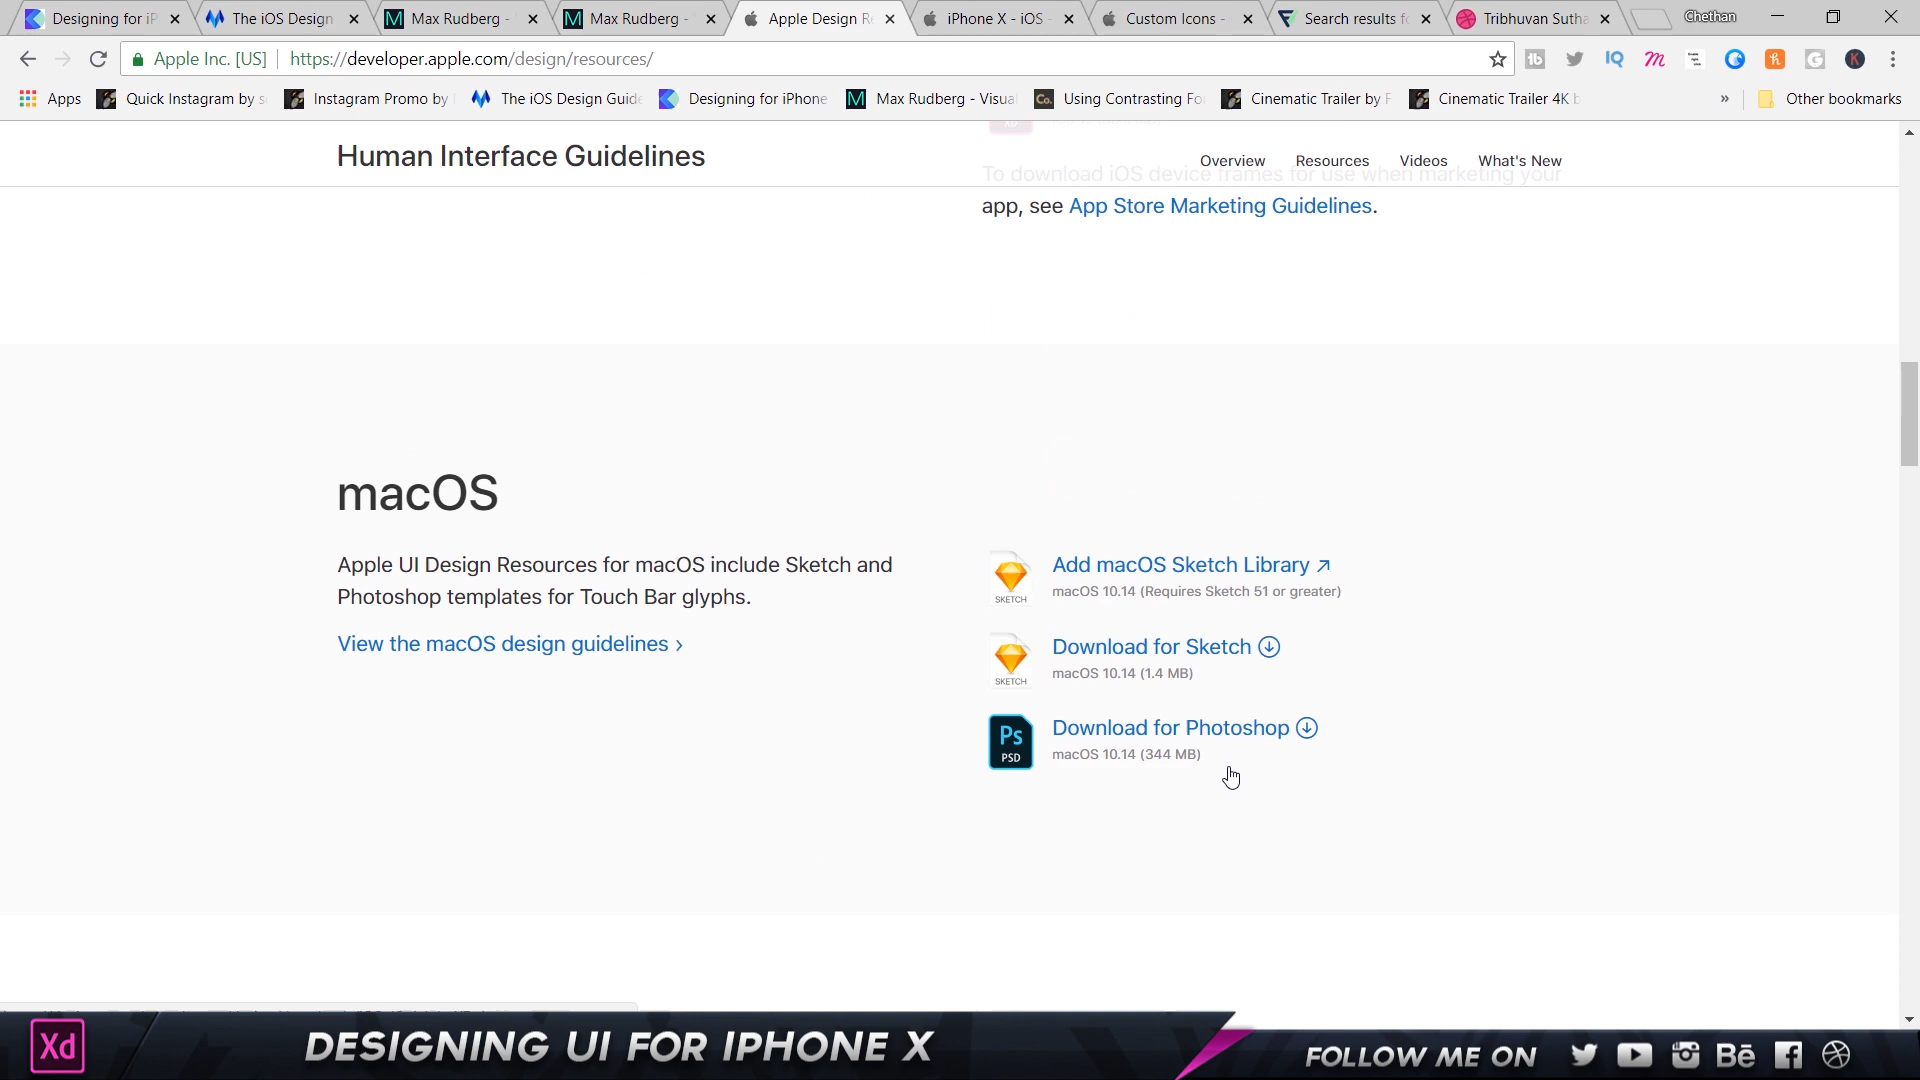 Designing for iP
The iOS Design
Max Rudberg -
Max Rudberg -
Apple Design Re
iPhone X - iOS -
Custom Icons -
Search results fo
Tribhuvan Sutha
Chethan
Apple Inc. [US]
https://developer.apple.com/design/resources/
Apps
Quick Instagram by s
Instagram Promo by
The iOS Design Guide
Designing for iPhone
Max Rudberg - Visual
Using Contrasting Fo
Cinematic Trailer by F
Cinematic Trailer 4K b
»
Other bookmarks
Human Interface Guidelines
Overview
Resources
Videos
What's New
To download iOS device frames for use when marketing your
app, see App Store Marketing Guidelines.
macOS
Apple UI Design Resources for macOS include Sketch and
Photoshop templates for Touch Bar glyphs.
View the macOS design guidelines ›
SKETCH
Add macOS Sketch Library
macOS 10.14 (Requires Sketch 51 or greater)
SKETCH
Download for Sketch
macOS 10.14 (1.4 MB)
Ps
PSD
Download for Photoshop
macOS 10.14 (344 MB)
Xd
DESIGNING UI FOR IPHONE X
FOLLOW ME ON
Bē